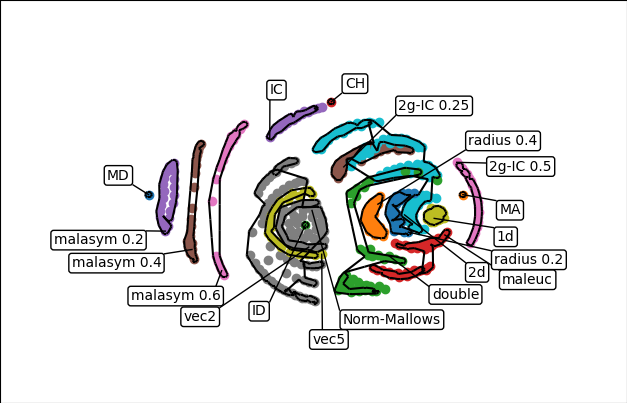 CH
IC
2g-IC 0.25
radius 0.4
2g-IC 0.5
MD
MA
malasym 0.2
1d
malasym 0.4
radius 0.2
2d
maleuc
malasym 0.6
double
vec2
ID
Norm-Mallows
vec5